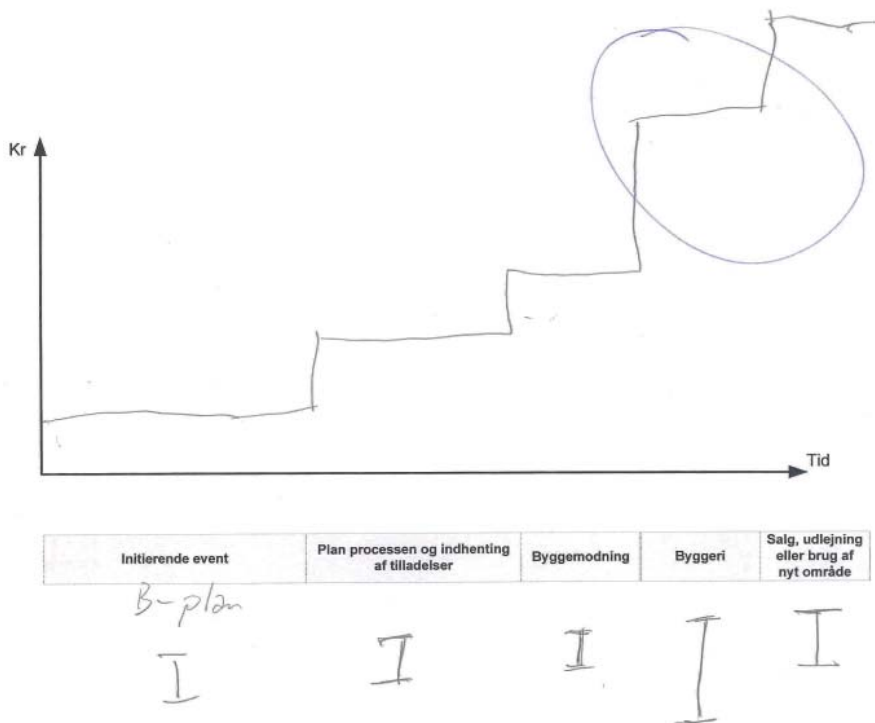 Kr
Tid
Initierende event
Plan processen og indhenting
af tilladelser
Byggemodning
Byggeri
Salg, udlejning
eller brug af
nyt område
B-plan
I
I
I
I
I